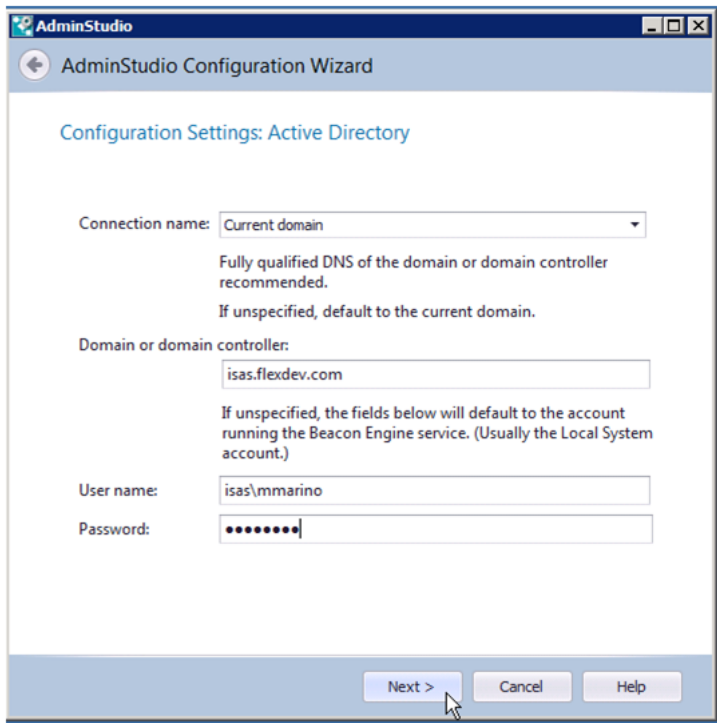 AdminStudio
AdminStudio Configuration Wizard
Configuration Settings: Active Directory
Connection name: Current domain
Fully qualified DNS of the domain or domain controller
recommended.
If unspecified, default to the current domain.
Domain or domain controller:
isas.flexdev.com
If unspecified, the fields below will default to the account
running the Beacon Engine service. (Usually the Local System
account.)
User name: isas\mmarino
Password: ••••••••
Next > Cancel Help